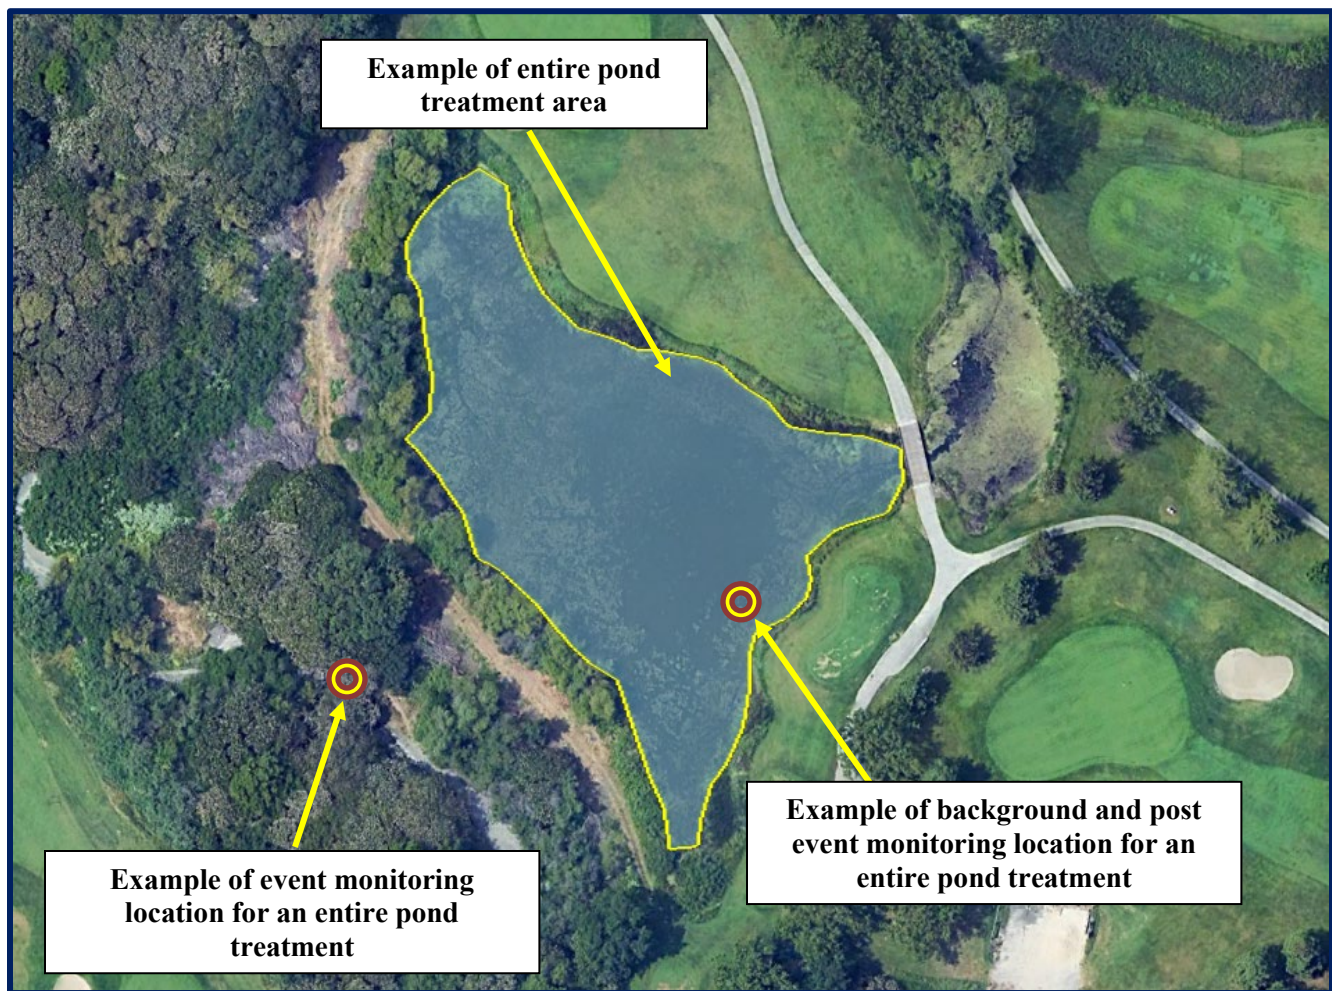 Example of entire pond
treatment area
Example of background and post
event monitoring location for an
entire pond treatment
Example of event monitoring
location for an entire pond
treatment